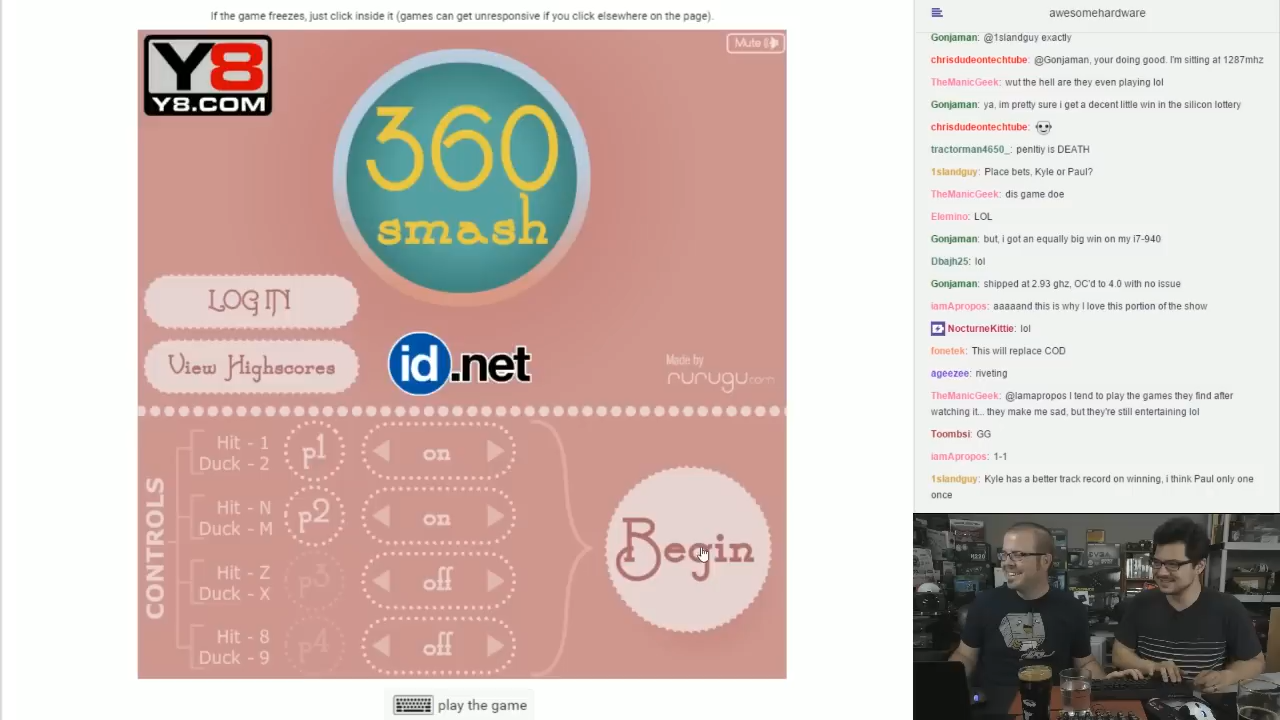 If the game freezes, just click inside it (games can get unresponsive if you click elsewhere on the page).
Y8
Y8.COM
Mute
360
smash
LOG IN
View Highscores
id.net
Made by
rurugu.com
CONTROLS
Hit - 1
Duck - 2
p1
on
Hit - N
Duck - M
p2
on
Hit - Z
Duck - X
p3
off
Hit - 8
Duck - 9
p4
off
Begin
play the game
awesomehardware
Gonjaman: @1slandguy exactly
chrisdudeontechtube: @Gonjaman, your doing good. I'm sitting at 1287mhz
TheManicGeek: wut the hell are they even playing lol
Gonjaman: ya, im pretty sure i get a decent little win in the silicon lottery
chrisdudeontechtube:
tractorman4650_: penltiy is DEATH
1slandguy: Place bets, Kyle or Paul?
TheManicGeek: dis game doe
Elemino: LOL
Gonjaman: but, i got an equally big win on my i7-940
Dbajh25: lol
Gonjaman: shipped at 2.93 ghz, OC'd to 4.0 with no issue
iamApropos: aaaaand this is why I love this portion of the show
NocturneKittie: lol
fonetek: This will replace COD
ageezee: riveting
TheManicGeek: @Iamapropos I tend to play the games they find after
watching it... they make me sad, but they're still entertaining lol
Toombsi: GG
iamApropos: 1-1
1slandguy: Kyle has a better track record on winning, i think Paul only one
once